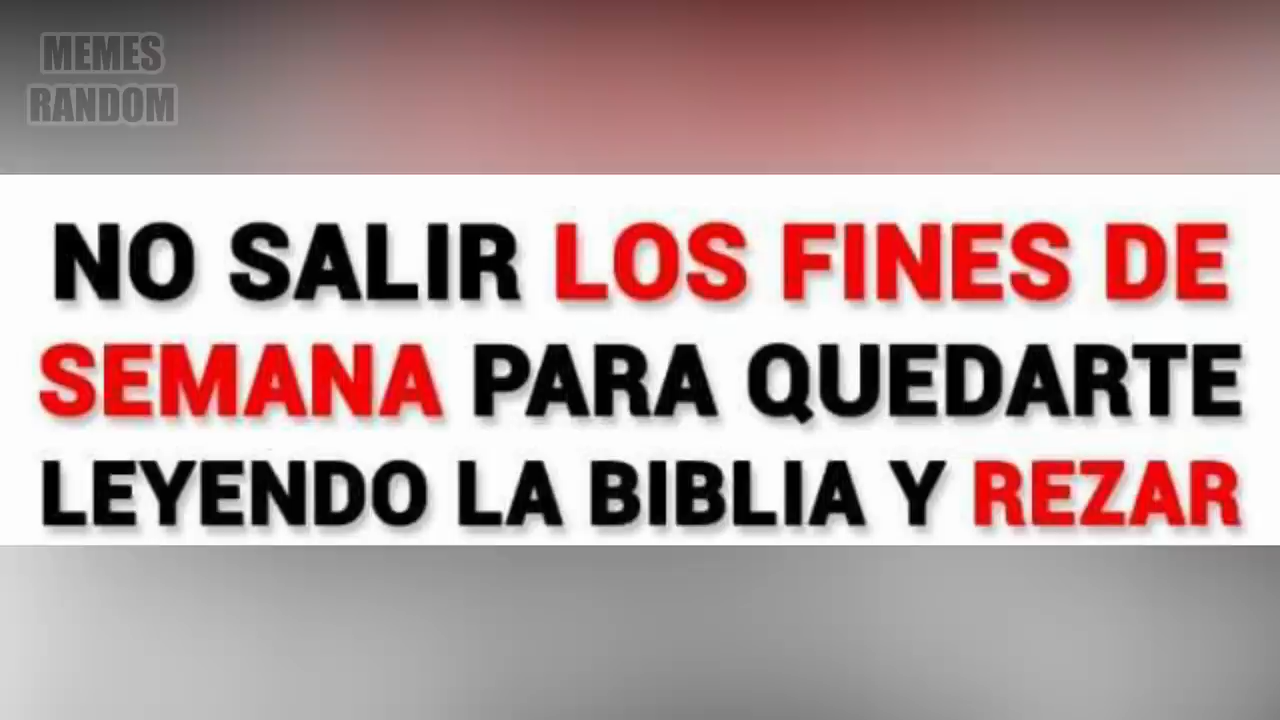 MEMES
RANDOM
NO SALIR LOS FINES DE
SEMANA PARA QUEDARTE
LEYENDO LA BIBLIA Y REZAR